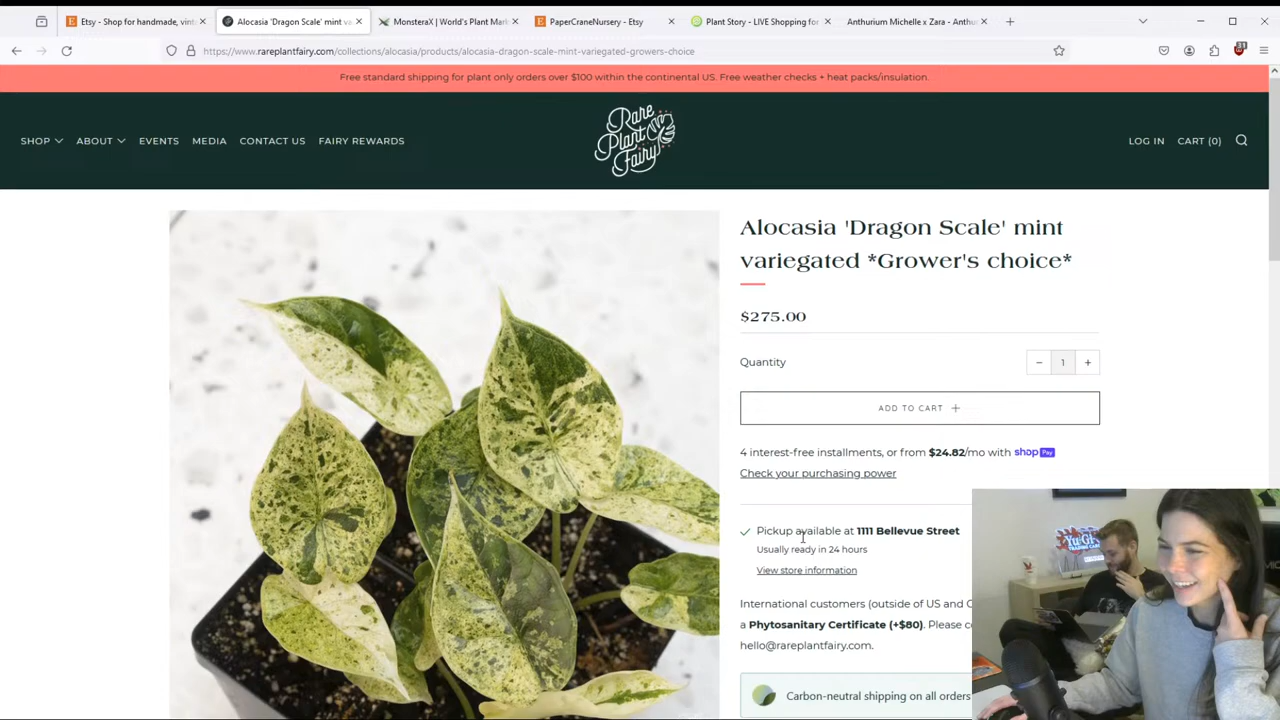 Etsy - Shop for handmade, vint
Alocasia 'Dragon Scale' mint va
MonsteraX | World's Plant Mark
PaperCraneNursery - Etsy
Plant Story - LIVE Shopping for
Anthurium Michelle x Zara - Anthu
https://www.rareplantfairy.com/collections/alocasia/products/alocasia-dragon-scale-mint-variegated-growers-choice
31
Free standard shipping for plant only orders over $100 within the continental US. Free weather checks + heat packs/insulation.
SHOP ABOUT EVENTS MEDIA CONTACT US FAIRY REWARDS
Rare
Plant
Fairy
LOG IN CART (0)
Alocasia 'Dragon Scale' mint
variegated *Grower's choice*
$275.00
Quantity
− 1 +
ADD TO CART +
4 interest-free installments, or from $24.82/mo with shop Pay
Check your purchasing power
Pickup available at 1111 Bellevue Street
Usually ready in 24 hours
View store information
International customers (outside of US and C
a Phytosanitary Certificate (+$80). Please co
hello@rareplantfairy.com.
Carbon-neutral shipping on all orders
Yu-Gi-
TRADING CARD